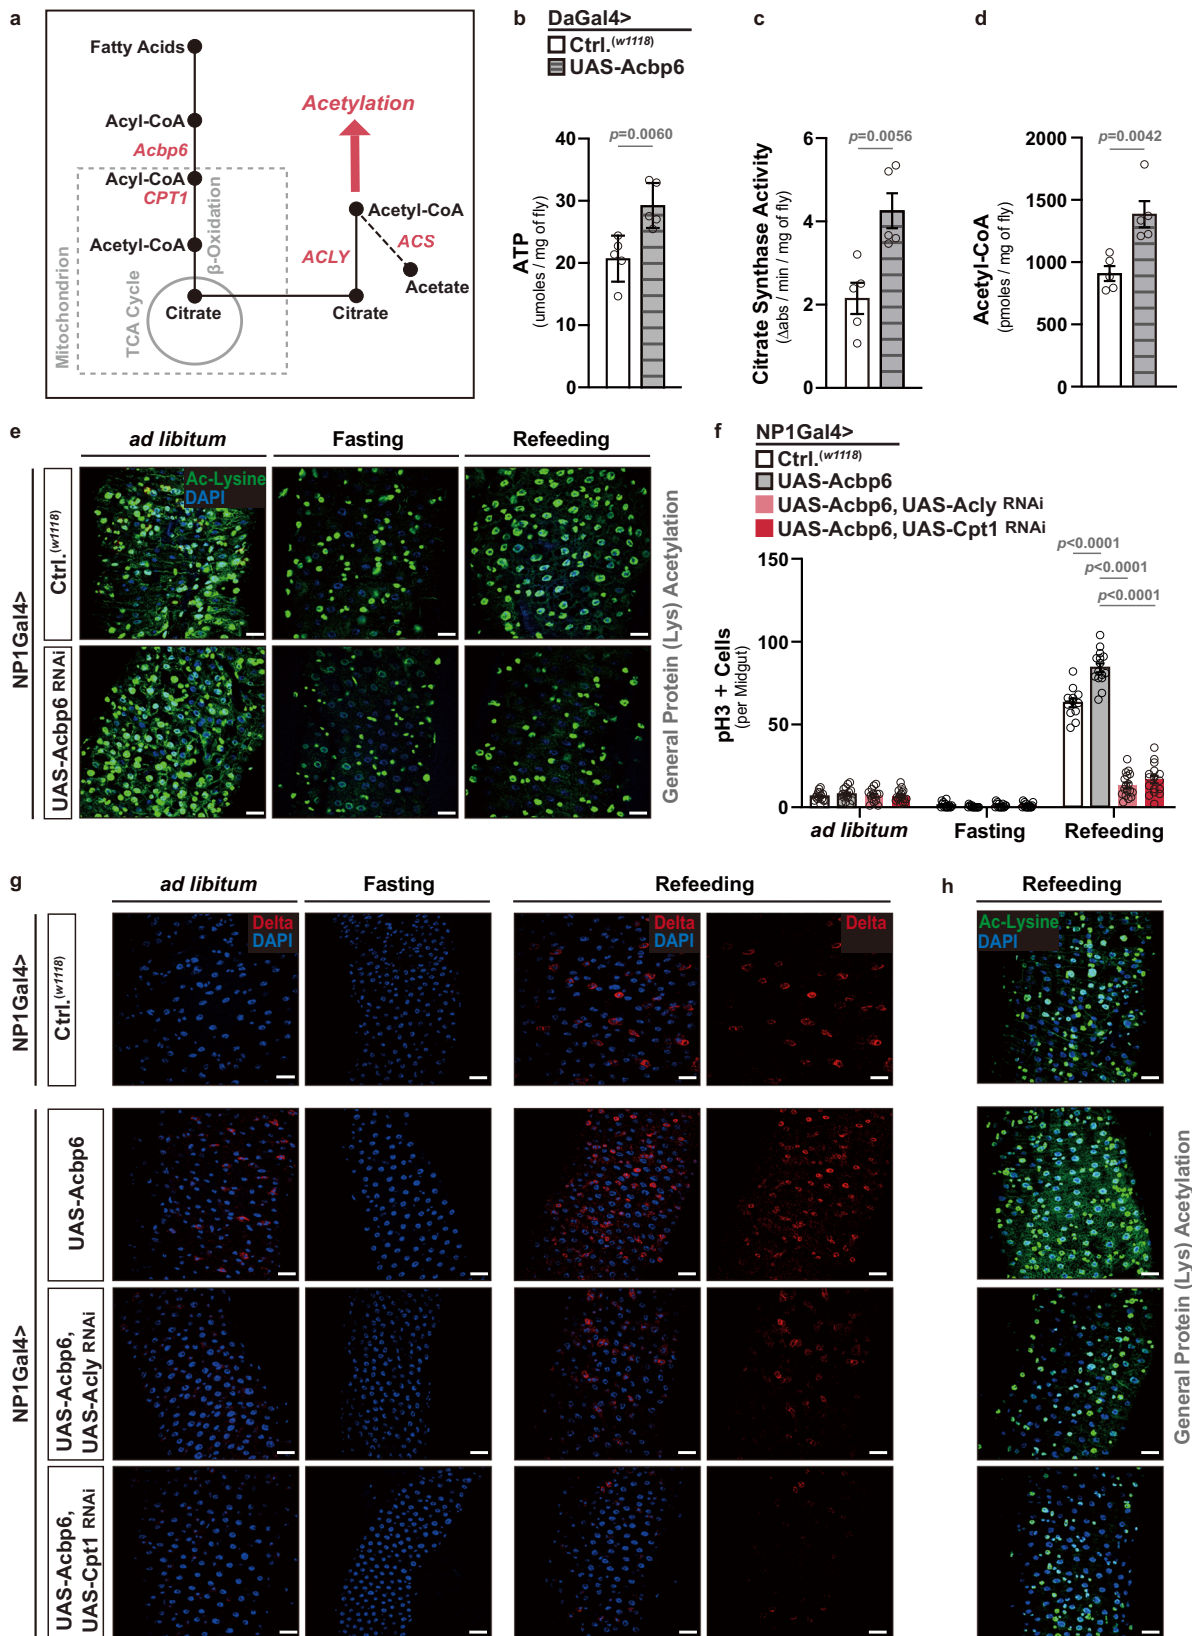 a
Fatty Acids
Acyl-CoA
Acbp6
Acyl-CoA
CPT1
Acetyl-CoA
β-Oxidation
TCA Cycle
Mitochondrion
Citrate
Acetylation
Acetyl-CoA
ACS
ACLY
Acetate
Citrate
b
DaGal4>
Ctrl.(w1118)
UAS-Acbp6
p=0.0060
ATP
(umoles / mg of fly)
40
30
20
10
0
c
p=0.0056
Citrate Synthase Activity
(Δabs / min / mg of fly)
6
4
2
0
d
p=0.0042
Acetyl-CoA
(pmoles / mg of fly)
2000
1500
1000
500
0
e
ad libitum
Fasting
Refeeding
Ac-Lysine
DAPI
NP1Gal4>
Ctrl.(w1118)
UAS-Acbp6 RNAi
General Protein (Lys) Acetylation
f
NP1Gal4>
Ctrl.(w1118)
UAS-Acbp6
UAS-Acbp6, UAS-Acly RNAi
UAS-Acbp6, UAS-Cpt1 RNAi
p<0.0001
p<0.0001
p<0.0001
pH3 + Cells
(per Midgut)
150
100
50
0
ad libitum
Fasting
Refeeding
g
ad libitum
Fasting
Refeeding
Delta
DAPI
Delta
DAPI
Delta
NP1Gal4>
Ctrl.(w1118)
NP1Gal4>
UAS-Acbp6
UAS-Acbp6,
UAS-Acly RNAi
UAS-Acbp6,
UAS-Cpt1 RNAi
h
Refeeding
Ac-Lysine
DAPI
General Protein (Lys) Acetylation